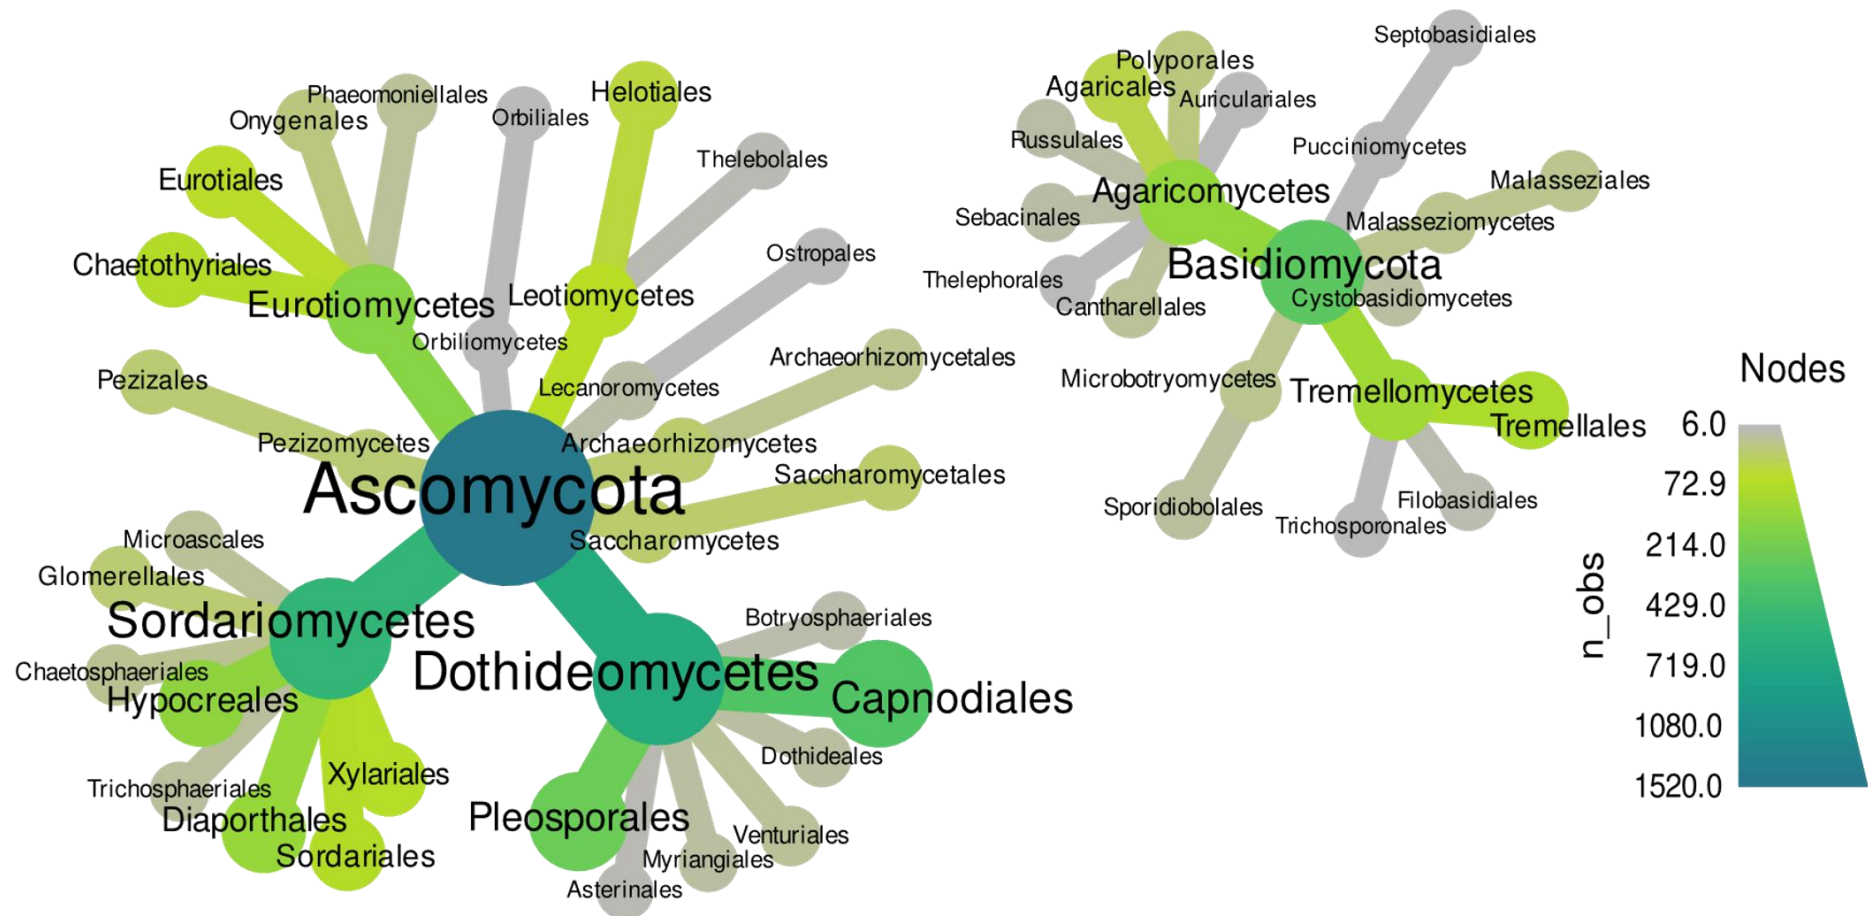 Septobasidiales
Polyporales
Agaricales
Auriculariales
Phaeomoniellales
Helotiales
Onygenales
Orbiliales
Russulales
Pucciniomycetes
Thelebolales
Eurotiales
Malasseziales
Agaricomycetes
Sebacinales
Malasseziomycetes
Ostropales
Chaetothyriales
Basidiomycota
Thelephorales
Eurotiomycetes
Leotiomycetes
Cystobasidiomycetes
Cantharellales
Orbiliomycetes
Archaeorhizomycetales
Nodes
Pezizales
Lecanoromycetes
Microbotryomycetes
Tremellomycetes
Tremellales
6.0
Pezizomycetes
Archaeorhizomycetes
Saccharomycetales
72.9
Ascomycota
Sporidiobolales
Filobasidiales
Trichosporonales
Microascales
Saccharomycetes
214.0
Glomerellales
n_obs
429.0
Sordariomycetes
Botryosphaeriales
Chaetosphaeriales
Dothideomycetes
719.0
Hypocreales
Capnodiales
1080.0
Dothideales
Xylariales
Trichosphaeriales
1520.0
Diaporthales
Pleosporales
Venturiales
Sordariales
Myriangiales
Asterinales